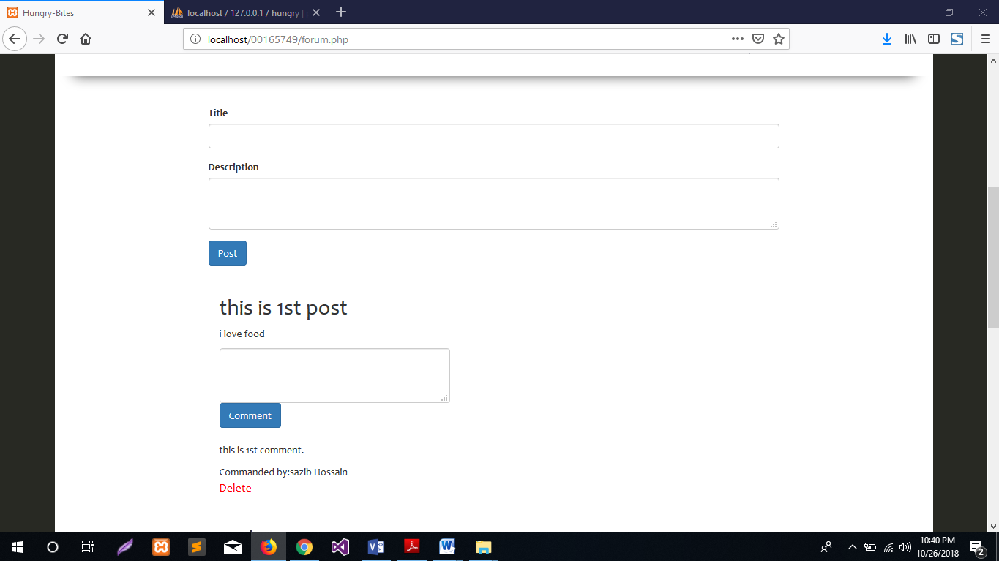 Hungry-Bites
localhost / 127.0.0.1 / hungry |
localhost/00165749/forum.php
Title
Description
Post
this is 1st post
i love food
Comment
this is 1st comment.
Commanded by:sazib Hossain
Delete
10:40 PM
10/26/2018
2